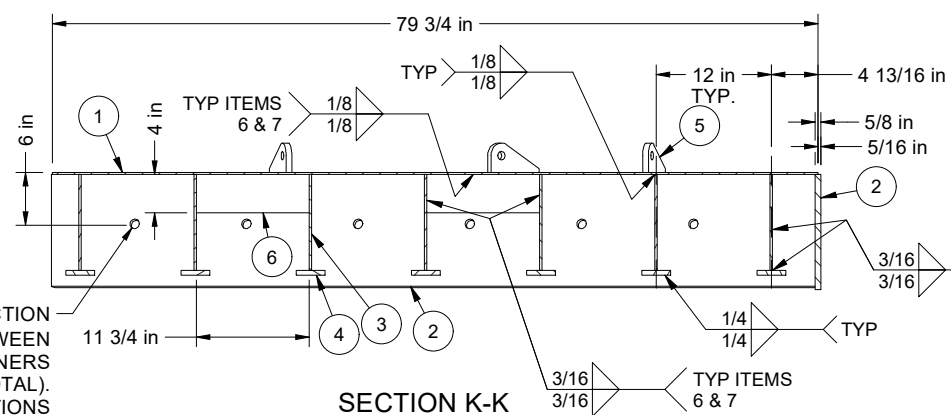 79 3/4 in
TYP
1/8
1/8
12 in
TYP.
4 13/16 in
TYP ITEMS
6 & 7
1/8
1/8
6 in
1
4 in
5
5/8 in
5/16 in
2
6
3/16
3/16
CTION
WEEN
NERS
OTAL).
TIONS
11 3/4 in
4
3
2
1/4
1/4
TYP
3/16
3/16
TYP ITEMS
6 & 7
SECTION K-K